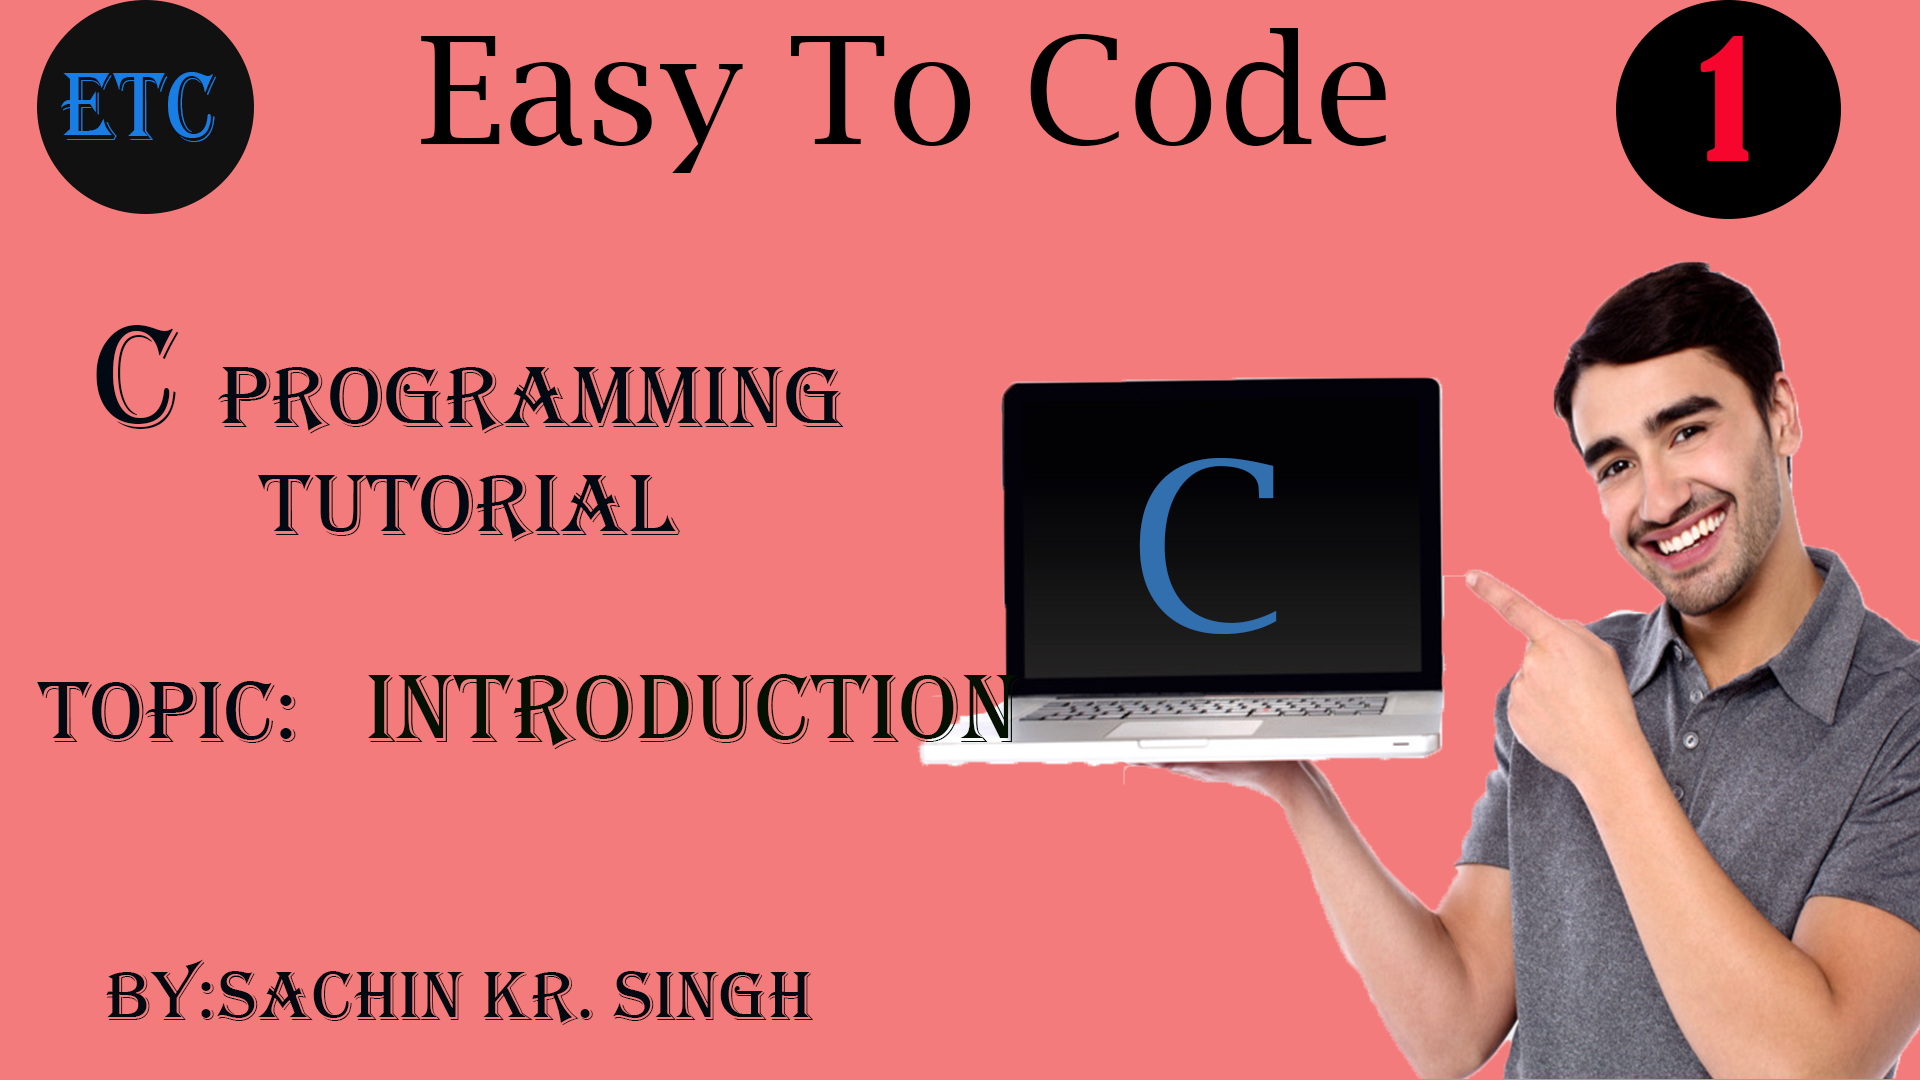 ETC
Easy To Code
1
C PROGRAMMING
TUTORIAL
C
TOPIC: INTRODUCTION
BY:SACHIN KR. SINGH